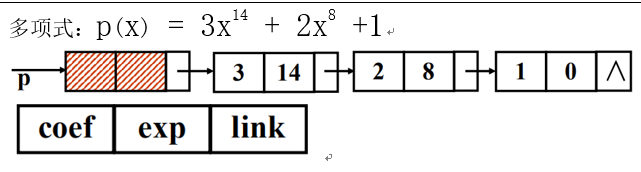 多项式：p(x) = 3x¹⁴ + 2x⁸ +1
p 3 14 2 8 1 0 ∧
coef exp link